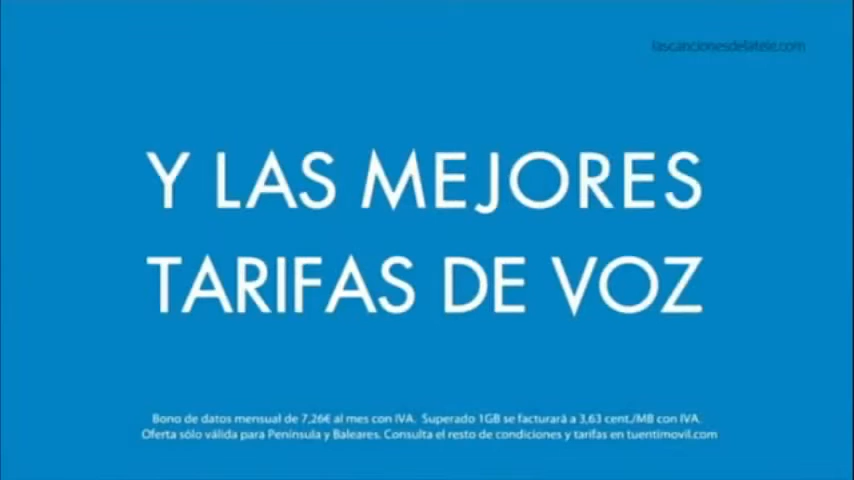 lascancionesdelatele.com
Y LAS MEJORES
TARIFAS DE VOZ
Bono de datos mensual de 7,26€ al mes con IVA. Superado 1GB se facturará a 3,63 cent./MB con IVA.
Oferta sólo válida para Península y Baleares. Consulta el resto de condiciones y tarifas en tuentimovil.com